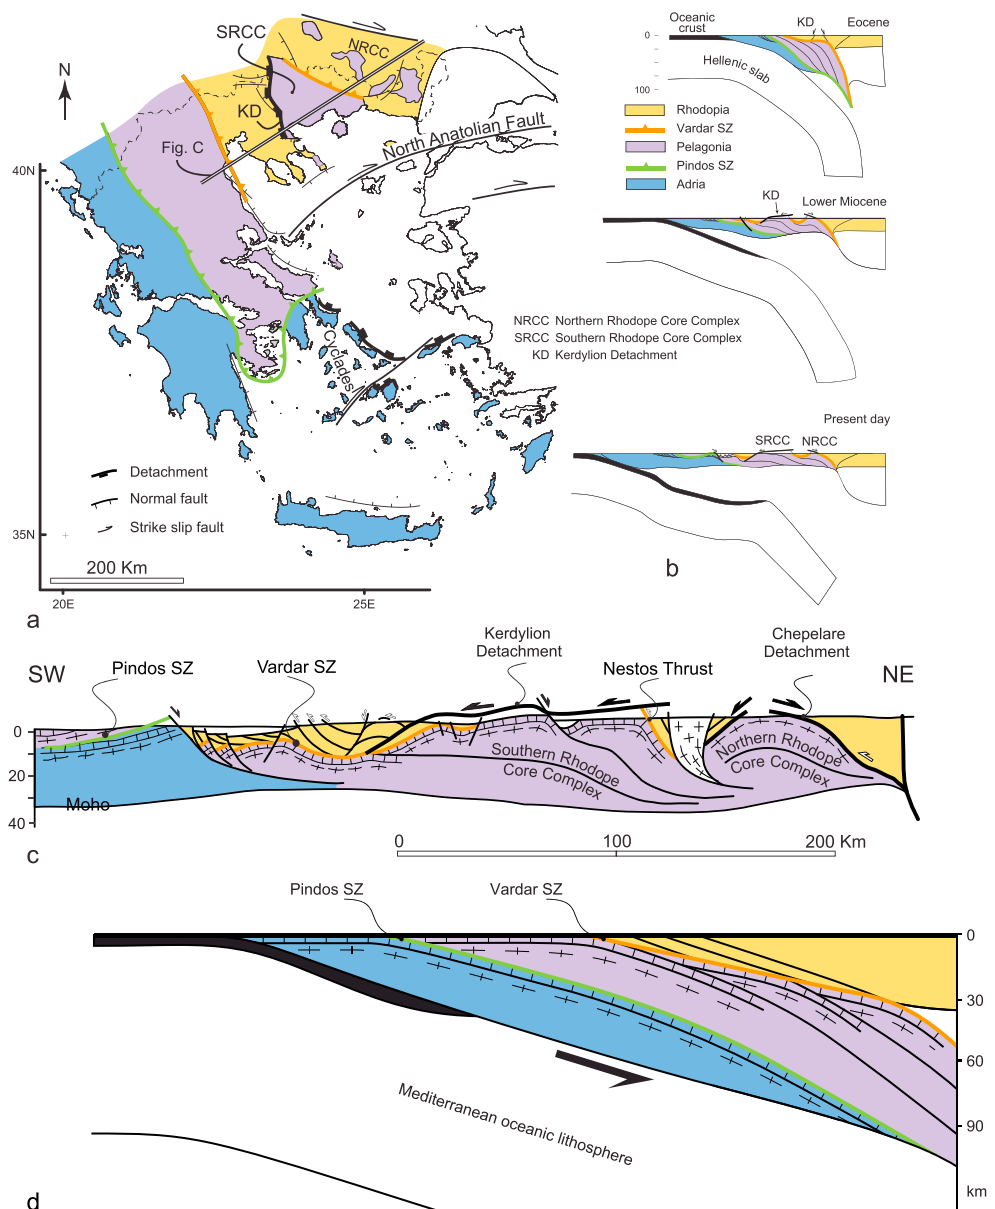 SRCC
NRCC
N
KD
North Anatolian Fault
Fig. C
40N
Cyclades
Detachment
Normal fault
Strike slip fault
35N
200 Km
20E
25E
a
Oceanic
crust
KD
Eocene
0
Hellenic slab
100
Rhodopia
Vardar SZ
Pelagonia
Pindos SZ
Adria
KD
Lower Miocene
NRCC Northern Rhodope Core Complex
SRCC Southern Rhodope Core Complex
KD Kerdylion Detachment
Present day
SRCC
NRCC
b
Kerdylion
Detachment
Chepelare
Detachment
SW
Pindos SZ
Vardar SZ
Nestos Thrust
NE
0
Southern Rhodope
Core Complex
Northern Rhodope
Core Complex
20
Moho
40
c
0
100
200 Km
Pindos SZ
Vardar SZ
0
30
60
90
km
Mediterranean oceanic lithosphere
d